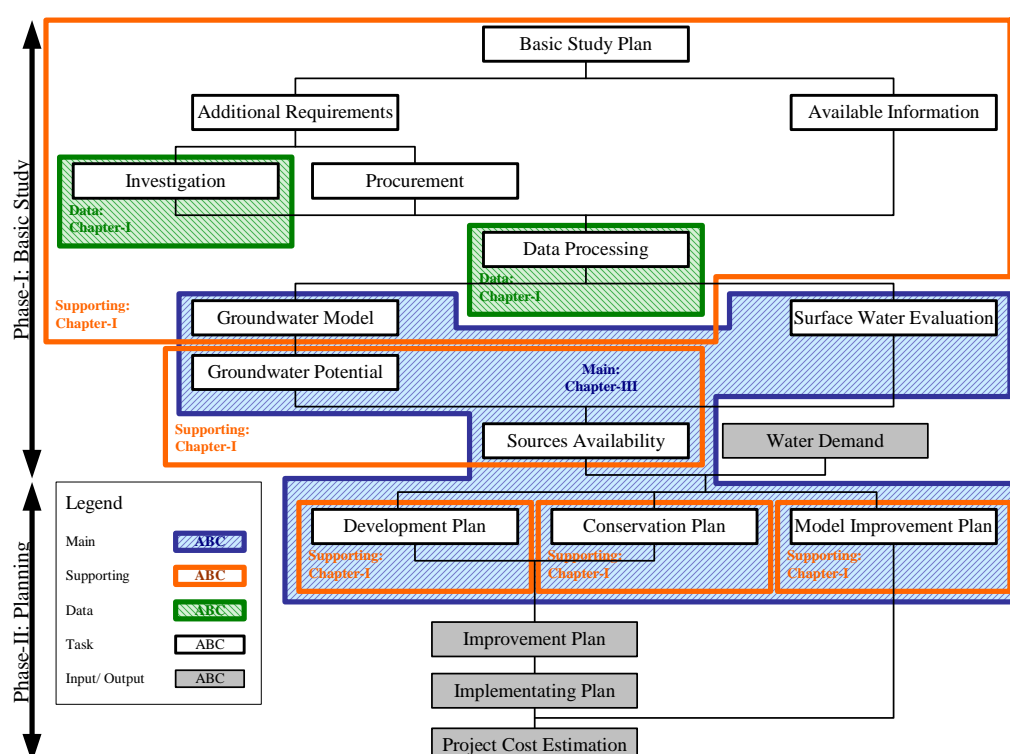 Phase-I: Basic Study
Basic Study Plan
Additional Requirements
Available Information
Investigation
Procurement
Data:
Chapter-I
Data Processing
Data:
Chapter-I
Supporting:
Chapter-I
Groundwater Model
Surface Water Evaluation
Groundwater Potential
Main:
Chapter-III
Supporting:
Chapter-I
Sources Availability
Water Demand
Phase-II: Planning
Legend
Main ABC
Supporting ABC
Data ABC
Task ABC
Input/ Output ABC
Development Plan
Conservation Plan
Model Improvement Plan
Supporting:
Chapter-I
Supporting:
Chapter-I
Supporting:
Chapter-I
Improvement Plan
Implementating Plan
Project Cost Estimation